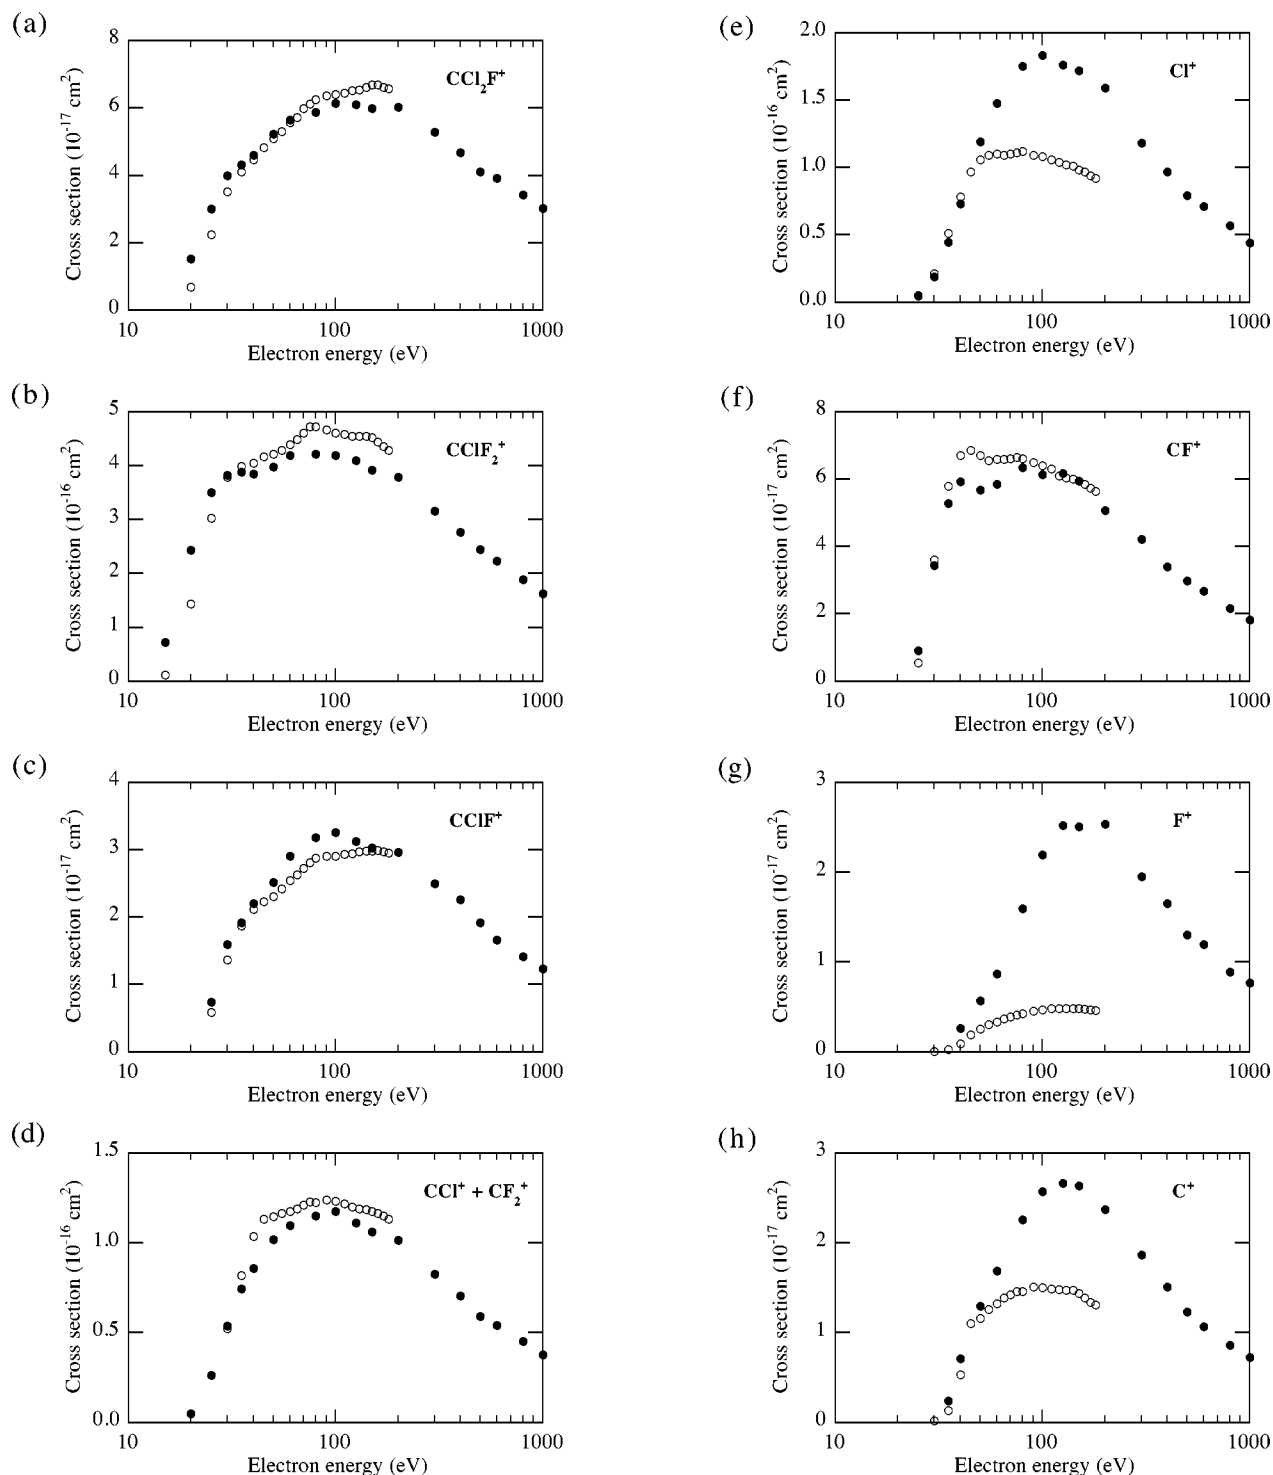 (a)
CCl2F+
Cross section (10-17 cm2)
8
6
4
2
0
10
100
1000
Electron energy (eV)
(b)
CClF2+
Cross section (10-16 cm2)
5
4
3
2
1
0
10
100
1000
Electron energy (eV)
(c)
CClF+
Cross section (10-17 cm2)
4
3
2
1
0
10
100
1000
Electron energy (eV)
(d)
CCl+ + CF2+
Cross section (10-16 cm2)
1.5
1.0
0.5
0.0
10
100
1000
Electron energy (eV)
(e)
Cl+
Cross section (10-16 cm2)
2.0
1.5
1.0
0.5
0.0
10
100
1000
Electron energy (eV)
(f)
CF+
Cross section (10-17 cm2)
8
6
4
2
0
10
100
1000
Electron energy (eV)
(g)
F+
Cross section (10-17 cm2)
3
2
1
0
10
100
1000
Electron energy (eV)
(h)
C+
Cross section (10-17 cm2)
3
2
1
0
10
100
1000
Electron energy (eV)